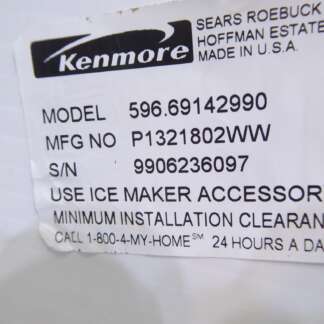 Kenmore
SEARS ROEBUCK
HOFFMAN ESTATE
MADE IN U.S.A.
MODEL 596.69142990
MFG NO P1321802WW
S/N 9906236097
USE ICE MAKER ACCESSOR
MINIMUM INSTALLATION CLEARAN
CALL 1-800-4-MY-HOME℠ 24 HOURS A DA